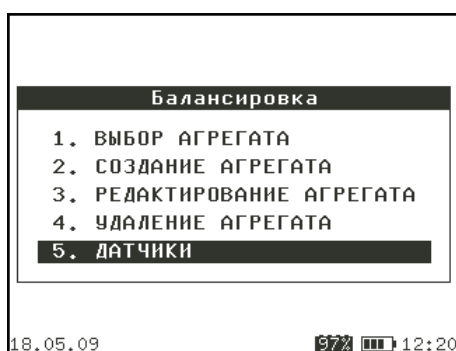 Балансировка
1. ВЫБОР АГРЕГАТА
2. СОЗДАНИЕ АГРЕГАТА
3. РЕДАКТИРОВАНИЕ АГРЕГАТА
4. УДАЛЕНИЕ АГРЕГАТА
5. ДАТЧИКИ
18.05.09 97% 12:20